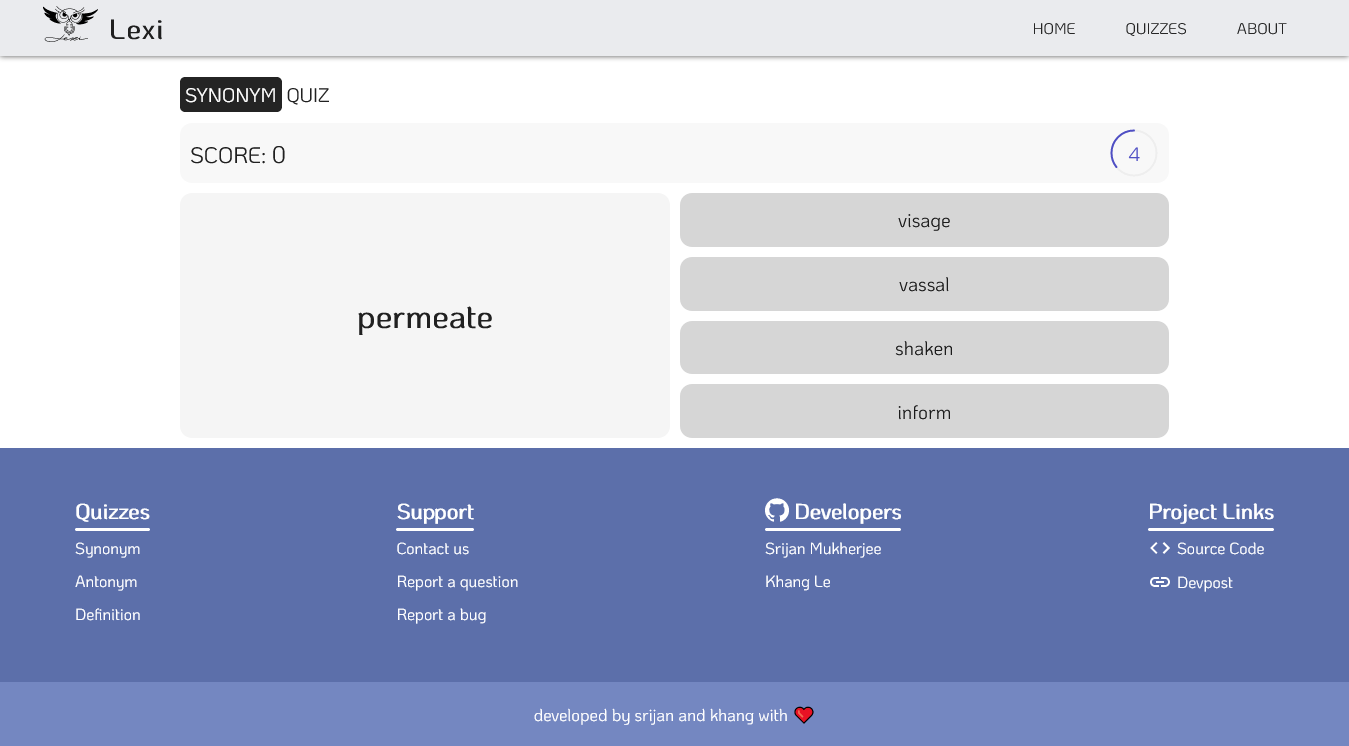 Lexi
HOME QUIZZES ABOUT
SYNONYM QUIZ
SCORE: 0
4
permeate
visage
vassal
shaken
inform
Quizzes
Synonym
Antonym
Definition
Support
Contact us
Report a question
Report a bug
Developers
Srijan Mukherjee
Khang Le
Project Links
Source Code
Devpost
developed by srijan and khang with